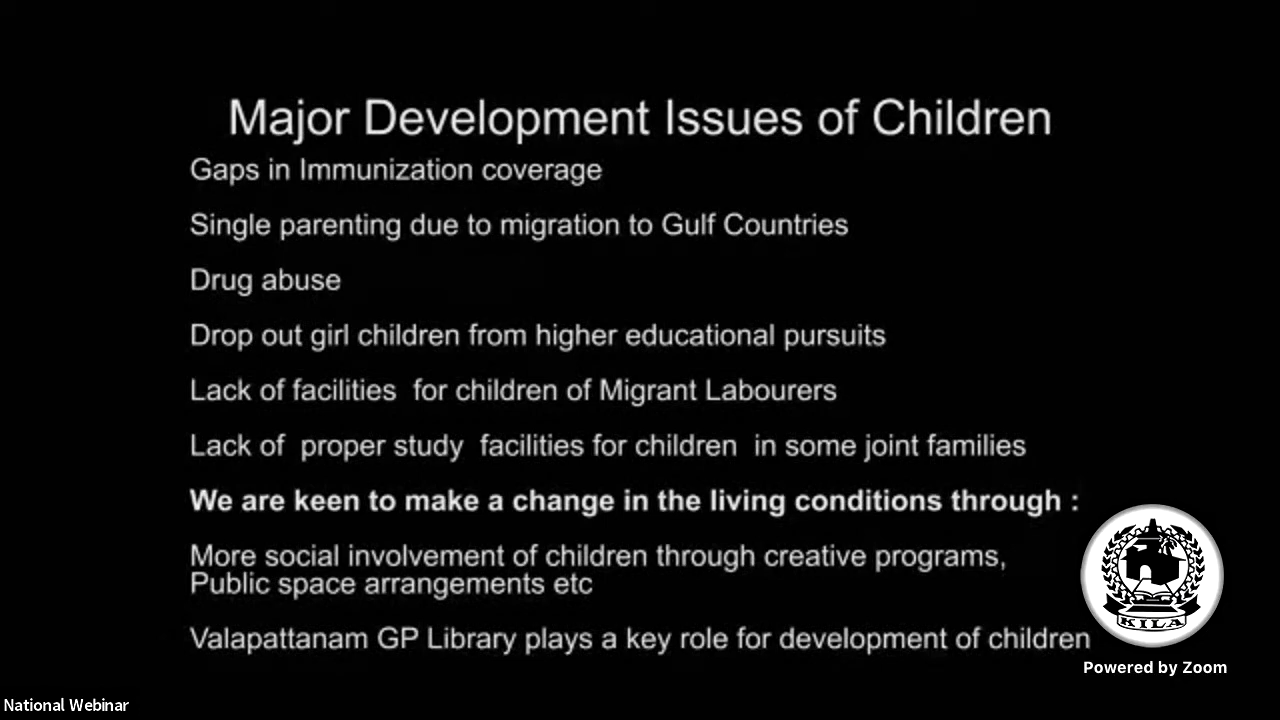 Major Development Issues of Children
Gaps in Immunization coverage
Single parenting due to migration to Gulf Countries
Drug abuse
Drop out girl children from higher educational pursuits
Lack of facilities for children of Migrant Labourers
Lack of proper study facilities for children in some joint families
We are keen to make a change in the living conditions through :
More social involvement of children through creative programs,
Public space arrangements etc
Valapattanam GP Library plays a key role for development of children
KILA
Powered by Zoom
National Webinar